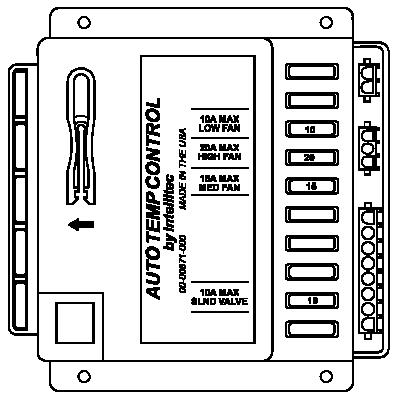 AUTO TEMP CONTROL
by Intellitec
00-00871-000 MADE IN THE USA
10A MAX
LOW FAN
20A MAX
HIGH FAN
15A MAX
MED FAN
10A MAX
SLND VALVE
10
20
15
10